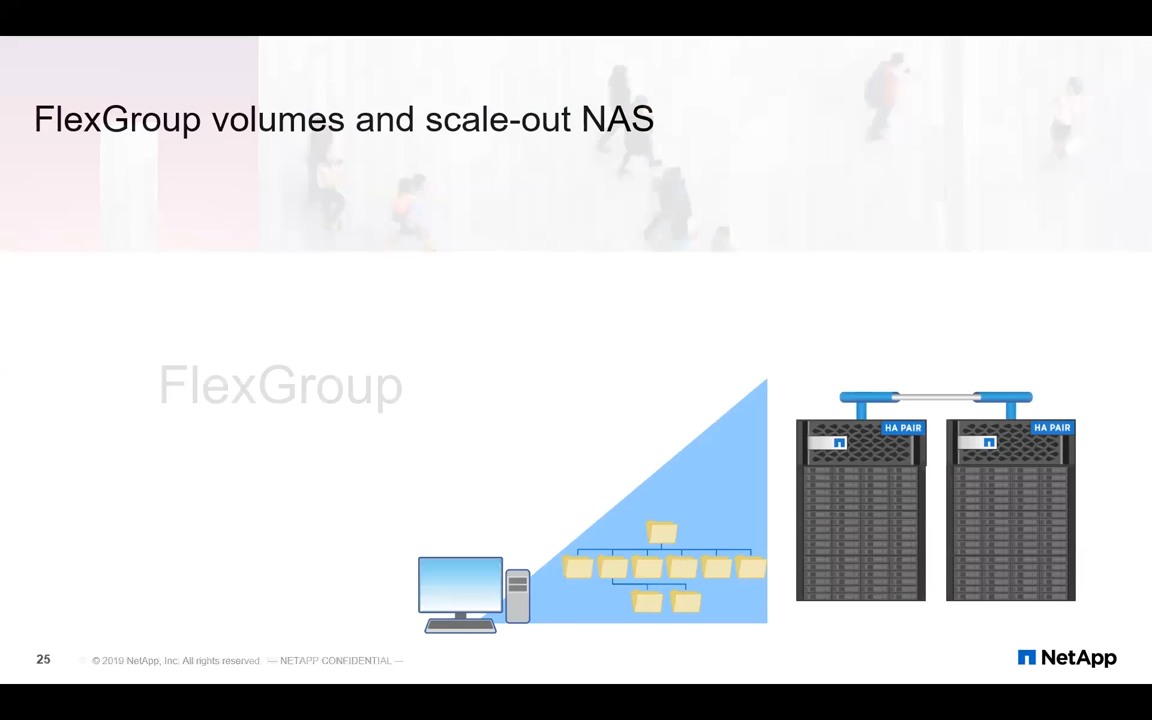 FlexGroup volumes and scale-out NAS
FlexGroup
HA PAIR
HA PAIR
25
© 2019 NetApp, Inc. All rights reserved. — NETAPP CONFIDENTIAL —
NetApp